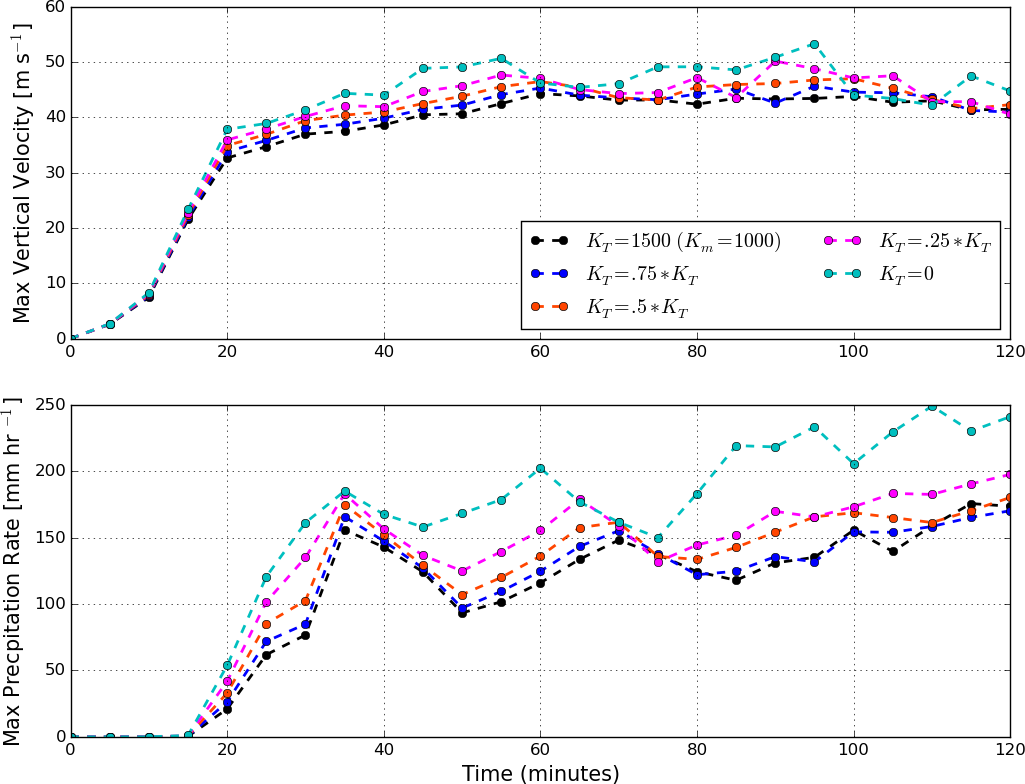 60
50
40
30
20
10
0
Max Vertical Velocity [m s⁻¹]
K_T=1500 (K_m=1000)
K_T=.75∗K_T
K_T=.5∗K_T
K_T=.25∗K_T
K_T=0
0 20 40 60 80 100 120
250
200
150
100
50
0
Max Precpitation Rate [mm hr ⁻¹]
0 20 40 60 80 100 120
Time (minutes)